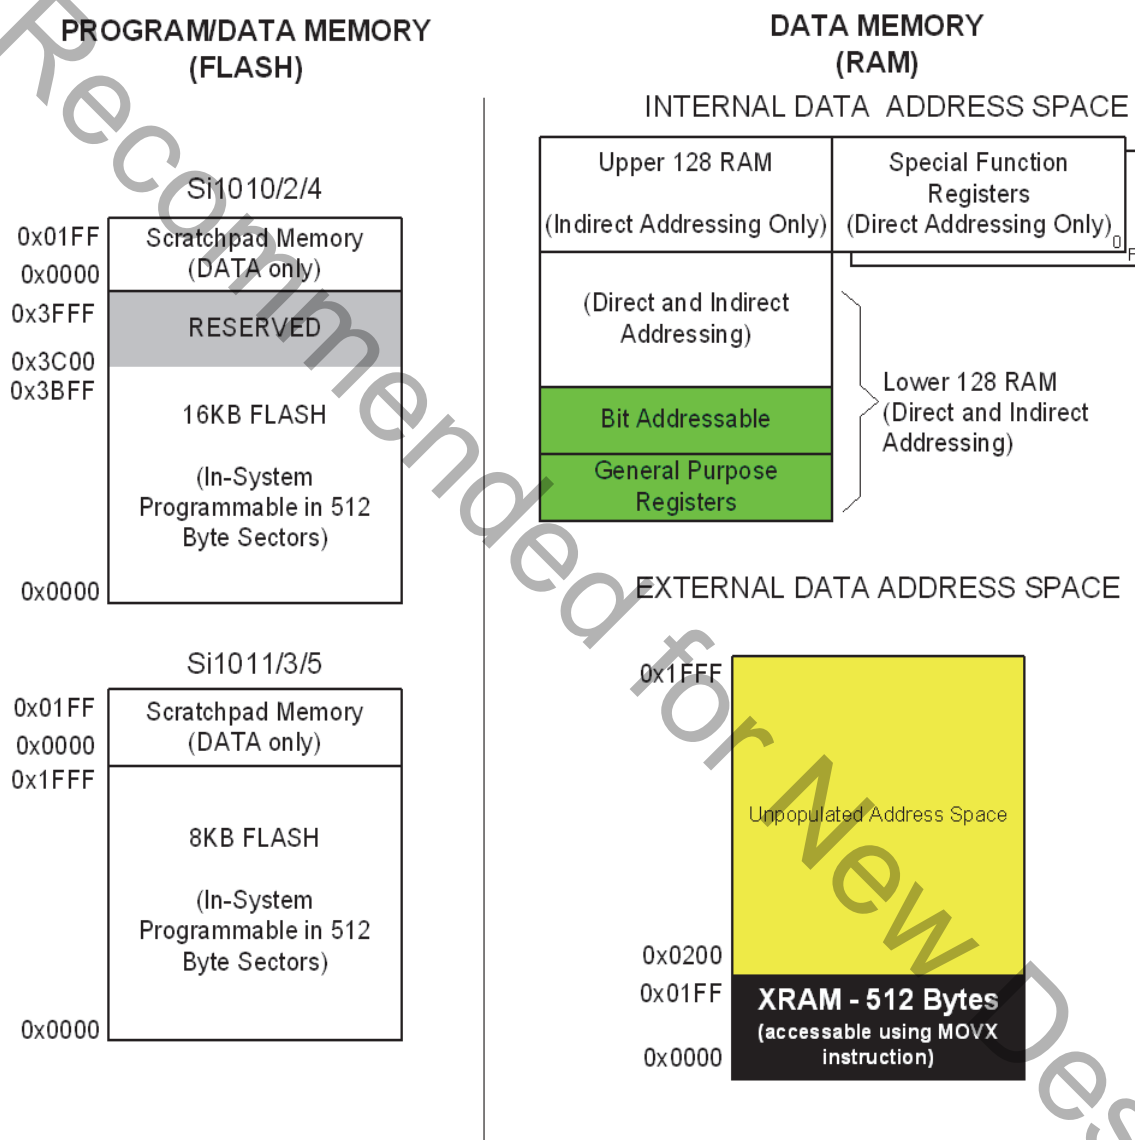 PROGRAM/DATA MEMORY
(FLASH)
Si1010/2/4
0x01FF
Scratchpad Memory
(DATA only)
0x0000
0x3FFF
RESERVED
0x3C00
0x3BFF
16KB FLASH
(In-System
Programmable in 512
Byte Sectors)
0x0000
Si1011/3/5
0x01FF
Scratchpad Memory
(DATA only)
0x0000
0x1FFF
8KB FLASH
(In-System
Programmable in 512
Byte Sectors)
0x0000
DATA MEMORY
(RAM)
INTERNAL DATA ADDRESS SPACE
Upper 128 RAM
(Indirect Addressing Only)
Special Function
Registers
(Direct Addressing Only)
0
F
(Direct and Indirect
Addressing)
Bit Addressable
General Purpose
Registers
Lower 128 RAM
(Direct and Indirect
Addressing)
EXTERNAL DATA ADDRESS SPACE
0x1FFF
Unpopulated Address Space
0x0200
0x01FF
XRAM - 512 Bytes
(accessable using MOVX
instruction)
0x0000
Recommended for New Des